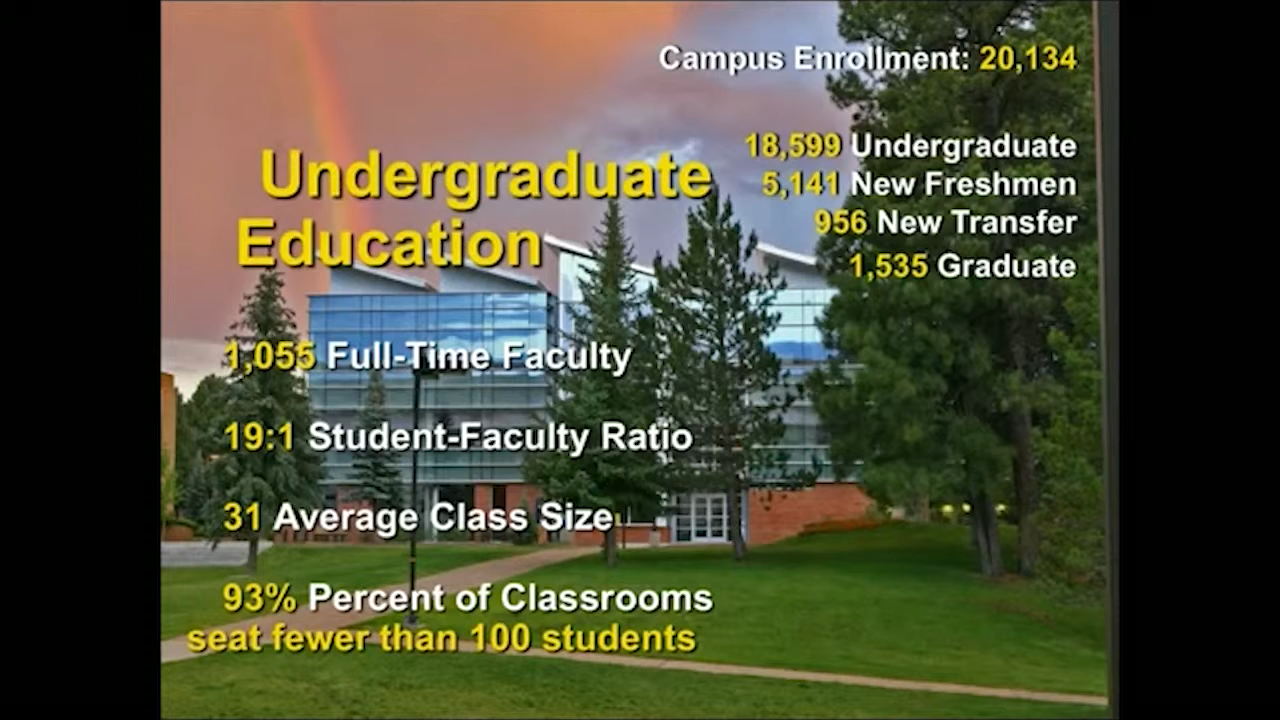 Campus Enrollment: 20,134
18,599 Undergraduate
5,141 New Freshmen
956 New Transfer
1,535 Graduate
Undergraduate
Education
1,055 Full-Time Faculty
19:1 Student-Faculty Ratio
31 Average Class Size
93% Percent of Classrooms
seat fewer than 100 students